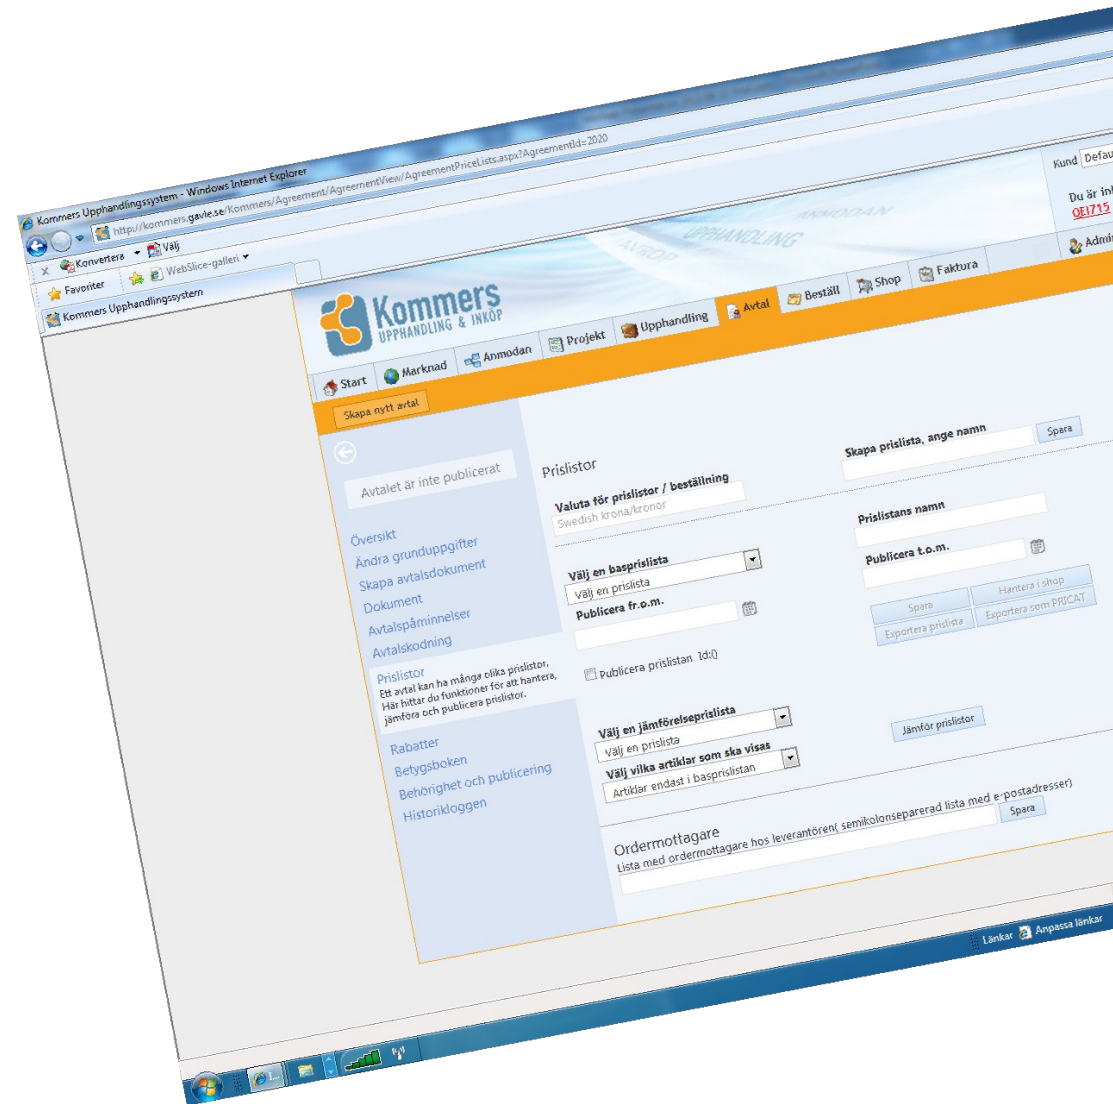 Kommers Upphandlingssystem - Windows Internet Explorer
http://kommers.gavle.se/Kommers/Agreement/AgreementView/AgreementPriceLists.aspx?AgreementId=2020
x Konvertera Välj
Favoriter WebSlice-galleri
Kommers Upphandlingssystem
Kund Defau
Du är inl
QEI715
ANMODAN
UPPHANDLING
AVROP
Kommers
UPPHANDLING & INKÖP
Start Marknad Anmodan Projekt Upphandling Avtal Beställ Shop Faktura Admin
Skapa nytt avtal
Avtalet är inte publicerat
Översikt
Ändra grunduppgifter
Skapa avtalsdokument
Dokument
Avtalspåminnelser
Avtalskodning
Prislistor
Ett avtal kan ha många olika prislistor,
Här hittar du funktioner för att hantera,
jämföra och publicera prislistor.
Rabatter
Betygsboken
Behörighet och publicering
Historikloggen
Prislistor
Skapa prislista, ange namn
Spara
Valuta för prislistor / beställning
Swedish krona/kronor
Välj en basprislista
Välj en prislista
Prislistans namn
Publicera fr.o.m.
Publicera t.o.m.
Spara Hantera i shop
Exportera prislista Exportera som PRICAT
Publicera prislistan Id:()
Välj en jämförelseprislista
Välj en prislista
Jämför prislistor
Välj vilka artiklar som ska visas
Artiklar endast i basprislistan
Ordermottagare
Lista med ordermottagare hos leverantören( semikolonseparerad lista med e-postadresser)
Spara
Länkar Anpassa länkar